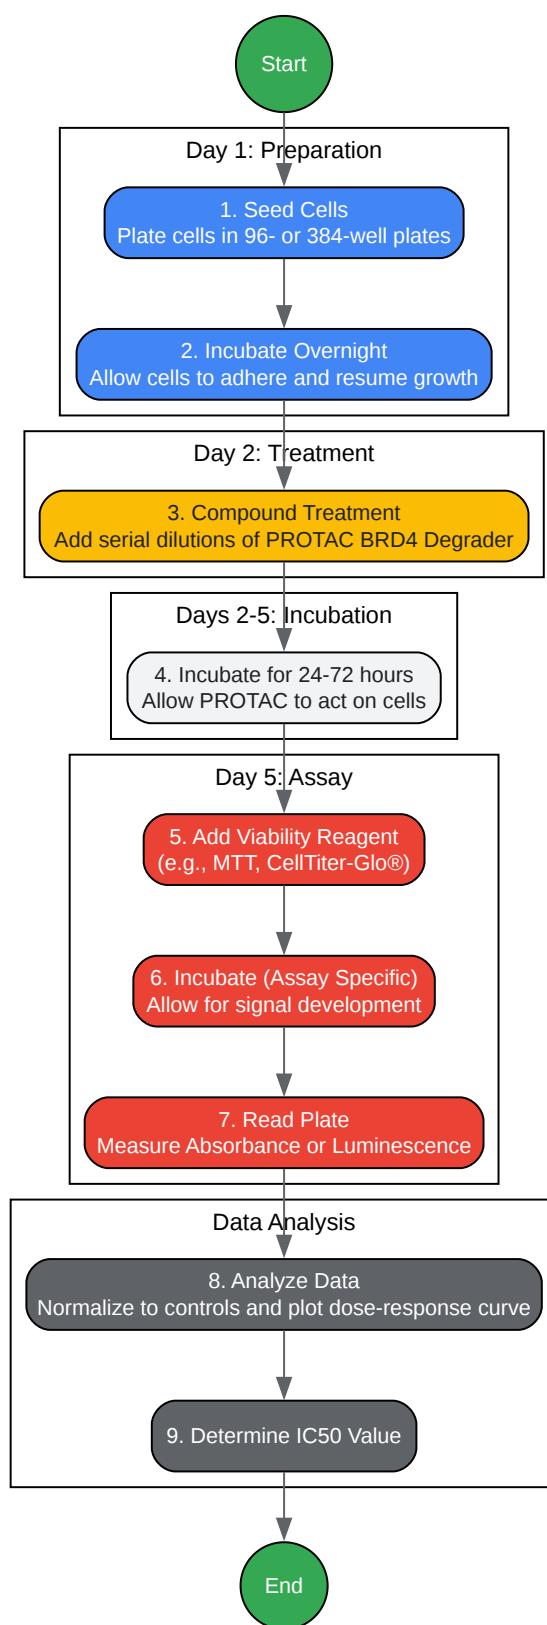 Start
Day 1: Preparation
1. Seed Cells
Plate cells in 96- or 384-well plates
2. Incubate Overnight
Allow cells to adhere and resume growth
Day 2: Treatment
3. Compound Treatment
Add serial dilutions of PROTAC BRD4 Degrader
Days 2-5: Incubation
4. Incubate for 24-72 hours
Allow PROTAC to act on cells
Day 5: Assay
5. Add Viability Reagent
(e.g., MTT, CellTiter-Glo®)
6. Incubate (Assay Specific)
Allow for signal development
7. Read Plate
Measure Absorbance or Luminescence
Data Analysis
8. Analyze Data
Normalize to controls and plot dose-response curve
9. Determine IC50 Value
End